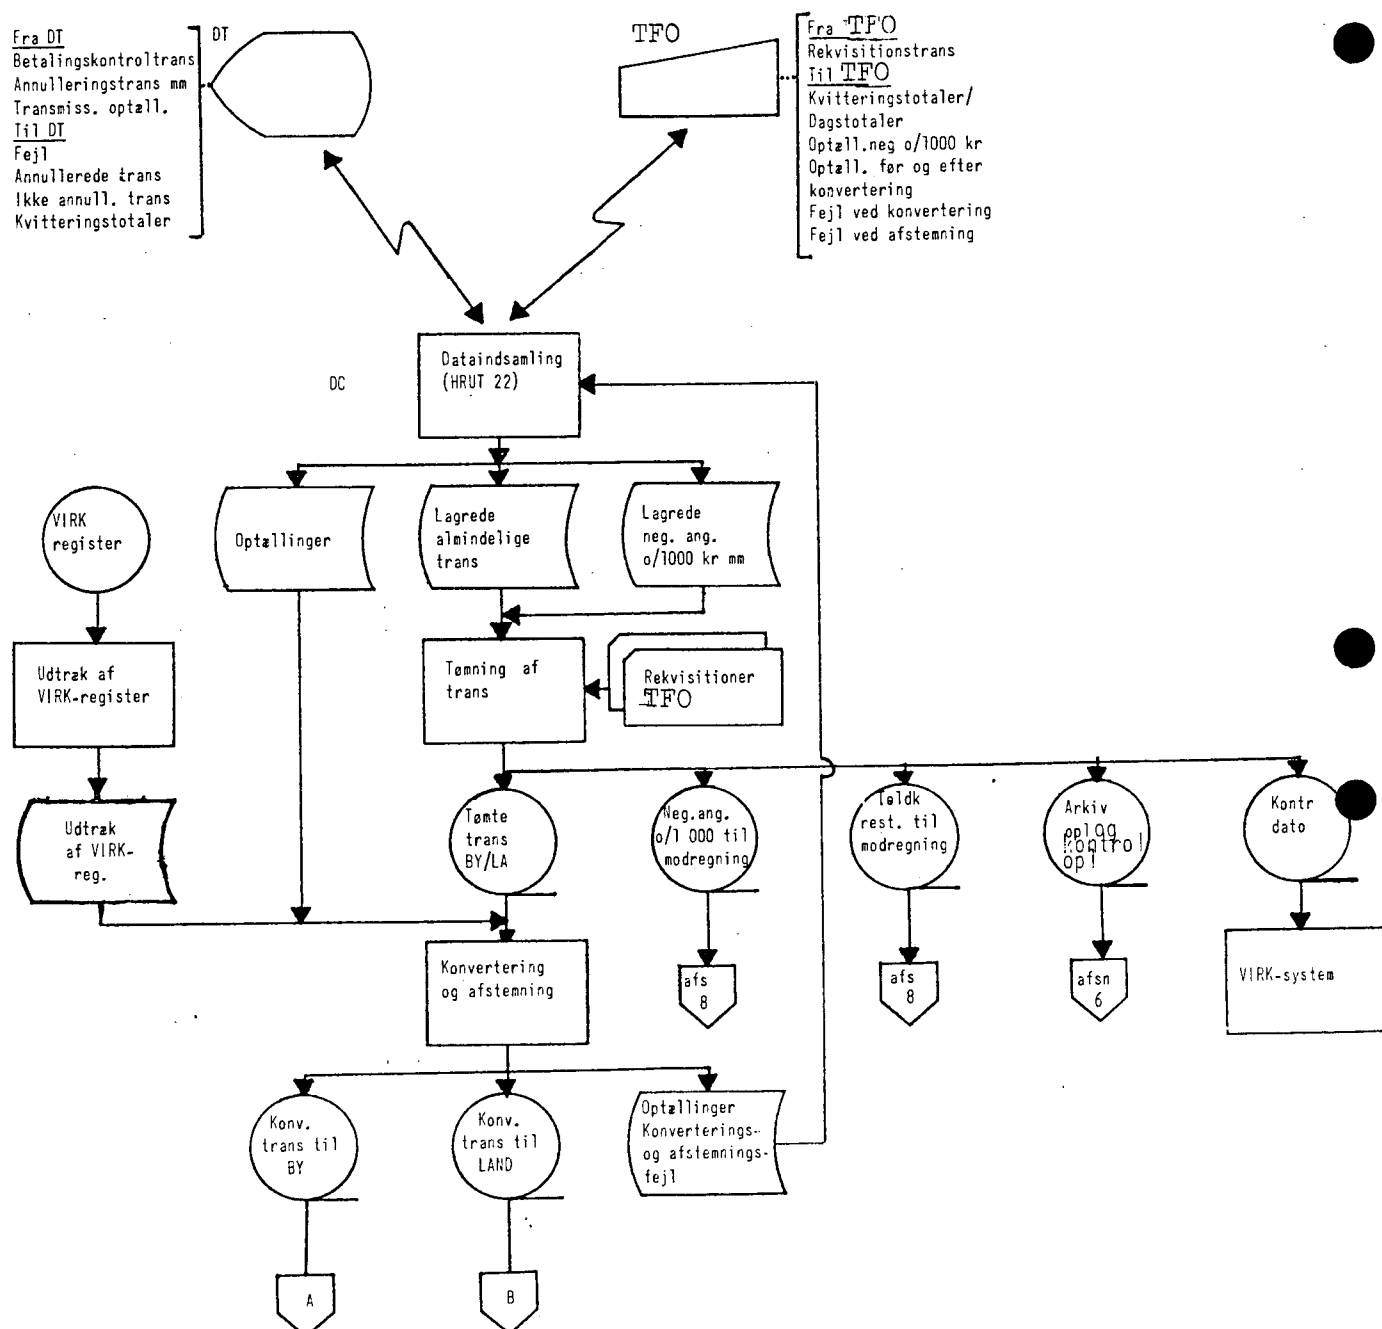 Fra DT
Betalingskontroltrans
Annulleringstrans mm
Transmiss. optæll.
Til DT
Fejl
Annullerede trans
Ikke annull. trans
Kvitteringstotaler
DT
TFO
Fra TFO
Rekvisitionstrans
Til TFO
Kvitteringstotaler/
Dagstotaler
Optæll.neg o/1000 kr
Optæll. før og efter
konvertering
Fejl ved konvertering
Fejl ved afstemning
DC
Dataindsamling
(HRUT 22)
VIRK
register
Optællinger
Lagrede
almindelige
trans
Lagrede
neg. ang.
o/1000 kr mm
Udtræk af
VIRK-register
Tømning af
trans
Rekvisitioner
TFO
Udtræk
af VIRK-
reg.
Tømte
trans
BY/LA
Neg.ang.
o/1 000 til
modregning
Toldk
rest. til
modregning
Arkiv
oplag
kontrol
opl
Kontr
dato
Konvertering
og afstemning
afs
8
afs
8
afsn
6
VIRK-system
Konv.
trans til
BY
Konv.
trans til
LAND
Optællinger
Konverterings-
og afstemnings-
fejl
A
B